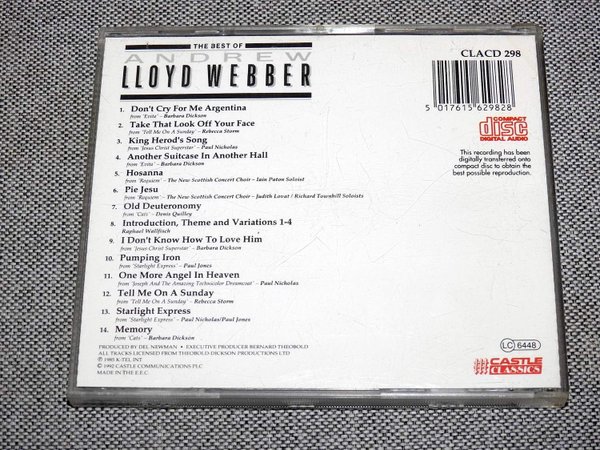 THE BEST OF
ANDREW
LLOYD WEBBER
CLACD 298
5 017615 629828
COMPACT
disc
DIGITAL AUDIO
This recording has been
digitally transferred onto
compact disc to obtain the
best possible reproduction.
1. Don't Cry For Me Argentina
from 'Evita' – Barbara Dickson
2. Take That Look Off Your Face
from 'Tell Me On A Sunday' – Rebecca Storm
3. King Herod's Song
from 'Jesus Christ Superstar' – Paul Nicholas
4. Another Suitcase In Another Hall
from 'Evita' – Barbara Dickson
5. Hosanna
from 'Requiem' – The New Scottish Concert Choir – Iain Paton Soloist
6. Pie Jesu
from 'Requiem' – The New Scottish Concert Choir – Judith Lovat / Richard Townhill Soloists
7. Old Deuteronomy
from 'Cats' – Denis Quilley
8. Introduction, Theme and Variations 1-4
Raphael Wallfisch
9. I Don't Know How To Love Him
from 'Jesus Christ Superstar' – Barbara Dickson
10. Pumping Iron
from 'Starlight Express' – Paul Jones
11. One More Angel In Heaven
from 'Joseph And The Amazing Technicolor Dreamcoat' – Paul Nicholas
12. Tell Me On A Sunday
from 'Tell Me On A Sunday' – Rebecca Storm
13. Starlight Express
from 'Starlight Express' – Paul Nicholas/Paul Jones
14. Memory
from 'Cats' – Barbara Dickson
PRODUCED BY DEL NEWMAN • EXECUTIVE PRODUCER BERNARD THEOBOLD
ALL TRACKS LICENSED FROM THEOBOLD-DICKSON PRODUCTIONS LTD
℗ 1985 K-TEL INT
© 1992 CASTLE COMMUNICATIONS PLC
MADE IN THE E.E.C.
LC 6448
CASTLE
CLASSICS